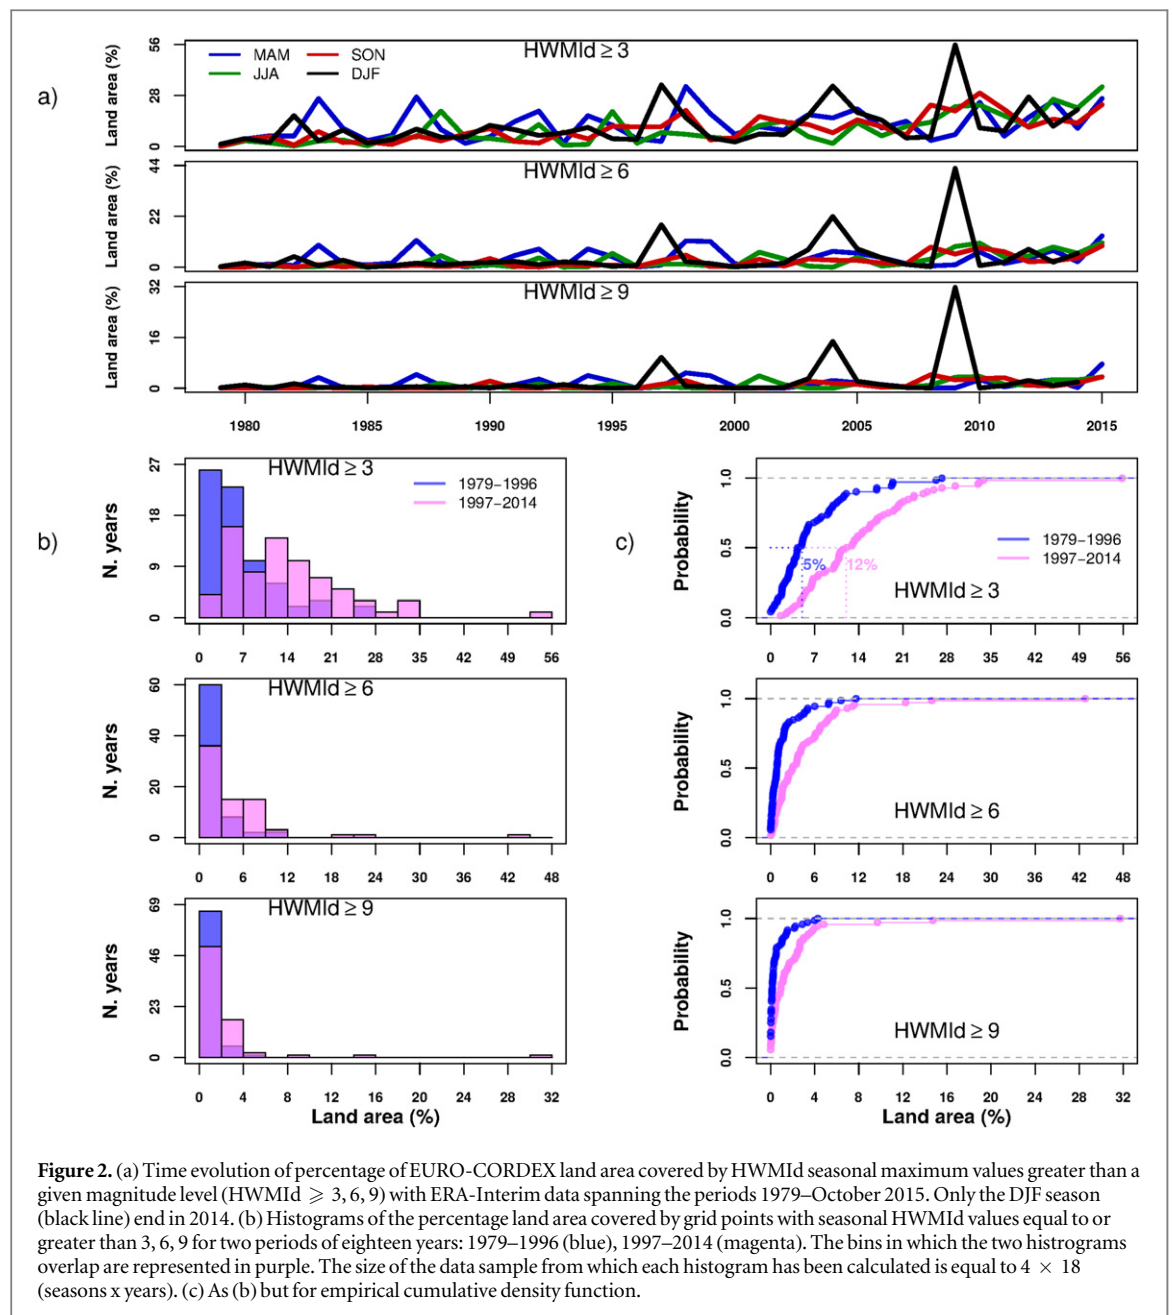 a)
HWMId ≥ 3
MAM
JJA
SON
DJF
Land area (%)
56
28
0
HWMId ≥ 6
Land area (%)
44
22
0
HWMId ≥ 9
Land area (%)
32
16
0
1980 1985 1990 1995 2000 2005 2010 2015
b)
HWMId ≥ 3
1979−1996
1997−2014
N. years
27
18
9
0
0 7 14 21 28 35 42 49 56
HWMId ≥ 6
N. years
60
40
20
0
0 6 12 18 24 30 36 42 48
HWMId ≥ 9
N. years
69
46
23
0
0 4 8 12 16 20 24 28 32
Land area (%)
c)
Probability
1.0
0.5
0.0
5% 12%
1979−1996
1997−2014
HWMId ≥ 3
0 7 14 21 28 35 42 49 56
Probability
1.0
0.5
0.0
HWMId ≥ 6
0 6 12 18 24 30 36 42 48
Probability
1.0
0.5
0.0
HWMId ≥ 9
0 4 8 12 16 20 24 28 32
Land area (%)
Figure 2. (a) Time evolution of percentage of EURO-CORDEX land area covered by HWMId seasonal maximum values greater than a
given magnitude level (HWMId ⩾ 3, 6, 9) with ERA-Interim data spanning the periods 1979–October 2015. Only the DJF season
(black line) end in 2014. (b) Histograms of the percentage land area covered by grid points with seasonal HWMId values equal to or
greater than 3, 6, 9 for two periods of eighteen years: 1979–1996 (blue), 1997–2014 (magenta). The bins in which the two histrograms
overlap are represented in purple. The size of the data sample from which each histogram has been calculated is equal to 4 × 18
(seasons x years). (c) As (b) but for empirical cumulative density function.